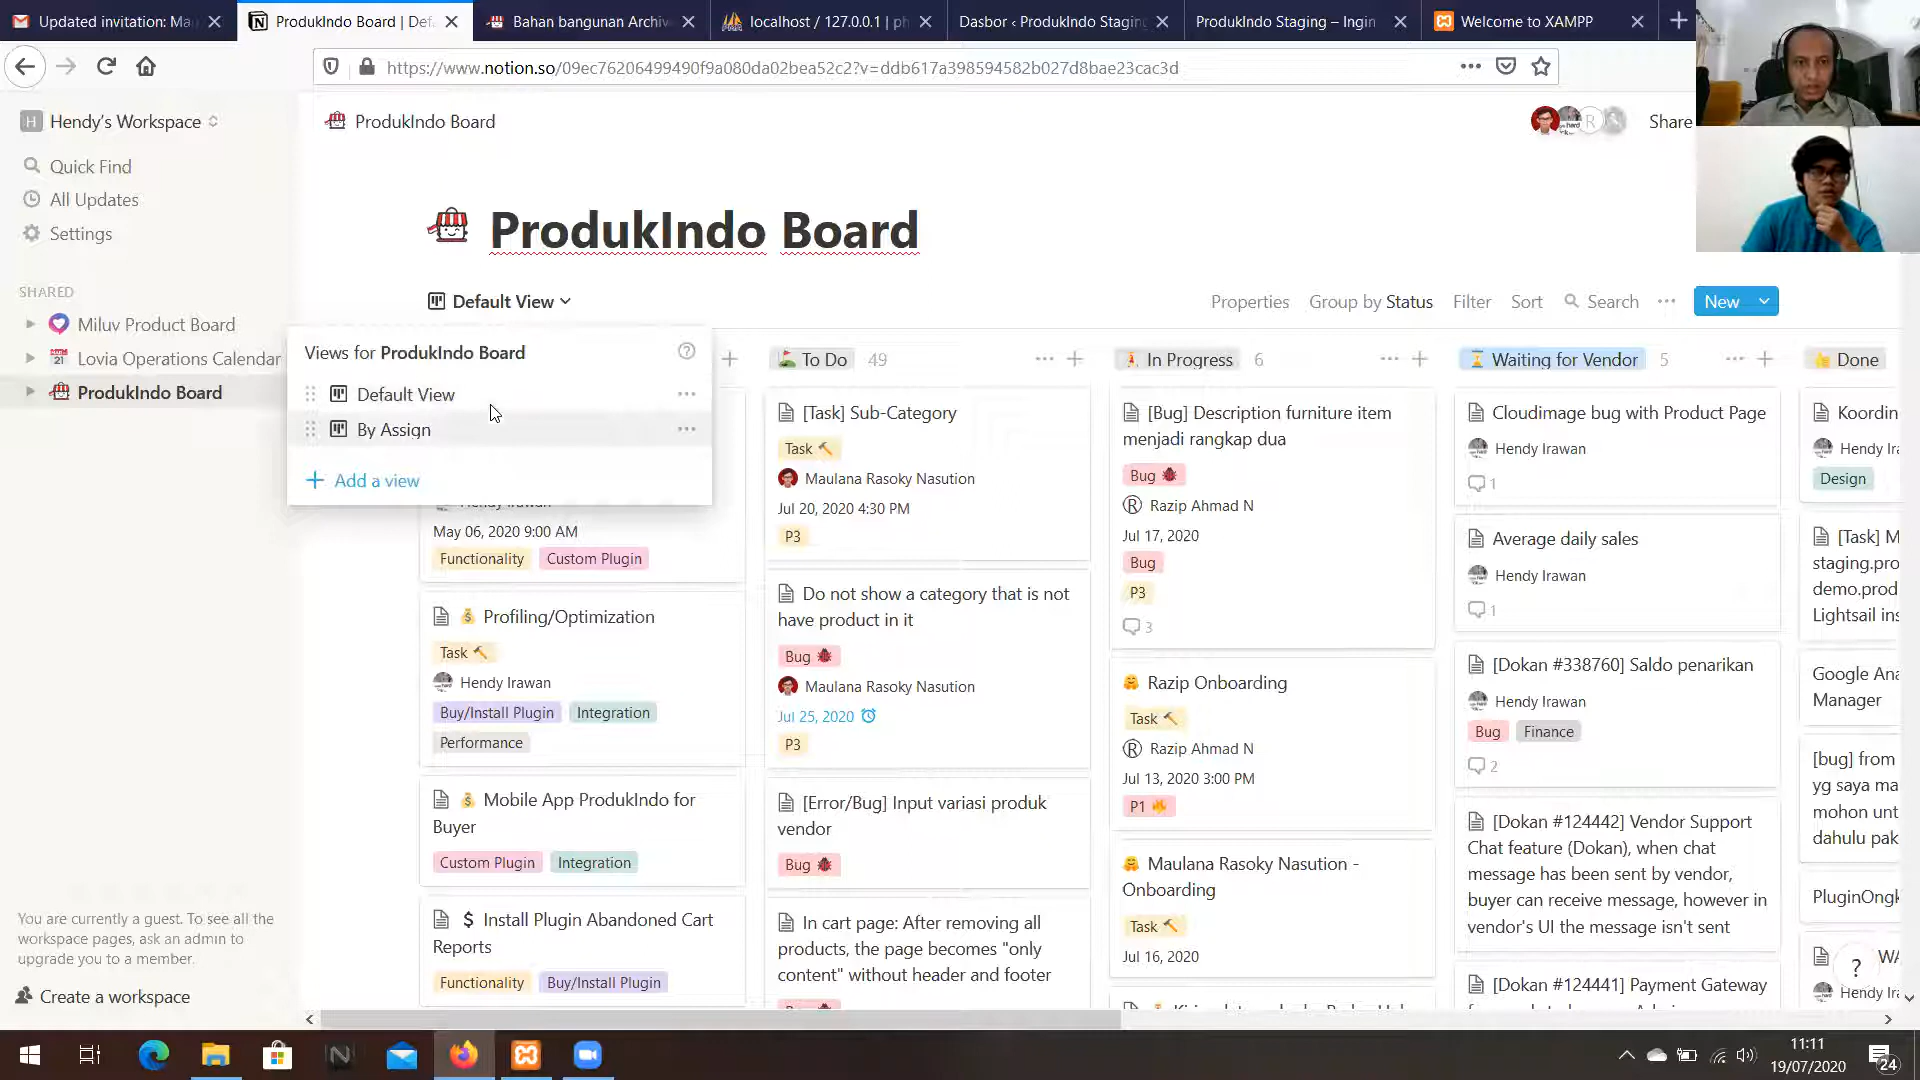 Updated invitation: Ma
ProdukIndo Board | Def
Bahan bangunan Archiv
localhost / 127.0.0.1 | ph
Dasbor ‹ ProdukIndo Staging
ProdukIndo Staging – Ingin
Welcome to XAMPP
https://www.notion.so/09ec76206499490f9a080da02bea52c2?v=ddb617a398594582b027d8bae23cac3d
H Hendy's Workspace
Quick Find
All Updates
Settings
SHARED
Miluv Product Board
Lovia Operations Calendar
ProdukIndo Board
You are currently a guest. To see all the
workspace pages, ask an admin to
upgrade you to a member.
Create a workspace
ProdukIndo Board
R
Share
ProdukIndo Board
Default View
Properties Group by Status Filter Sort Search New
Views for ProdukIndo Board
Default View
By Assign
Add a view
May 06, 2020 9:00 AM
Functionality Custom Plugin
Profiling/Optimization
Task
Hendy Irawan
Buy/Install Plugin Integration
Performance
Mobile App ProdukIndo for
Buyer
Custom Plugin Integration
$ Install Plugin Abandoned Cart
Reports
Functionality Buy/Install Plugin
To Do 49
[Task] Sub-Category
Task
Maulana Rasoky Nasution
Jul 20, 2020 4:30 PM
P3
Do not show a category that is not
have product in it
Bug
Maulana Rasoky Nasution
Jul 25, 2020
P3
[Error/Bug] Input variasi produk
vendor
Bug
In cart page: After removing all
products, the page becomes "only
content" without header and footer
In Progress 6
[Bug] Description furniture item
menjadi rangkap dua
Bug
R Razip Ahmad N
Jul 17, 2020
Bug
P3
3
Razip Onboarding
Task
R Razip Ahmad N
Jul 13, 2020 3:00 PM
P1
Maulana Rasoky Nasution -
Onboarding
Task
Jul 16, 2020
Waiting for Vendor 5
Cloudimage bug with Product Page
Hendy Irawan
1
Average daily sales
Hendy Irawan
1
[Dokan #338760] Saldo penarikan
Hendy Irawan
Bug Finance
2
[Dokan #124442] Vendor Support
Chat feature (Dokan), when chat
message has been sent by vendor,
buyer can receive message, however in
vendor's UI the message isn't sent
[Dokan #124441] Payment Gateway
Done
Koordin
Hendy Ira
Design
[Task] M
staging.pro
demo.prod
Lightsail ins
Google Ana
Manager
[bug] from
yg saya ma
mohon unt
dahulu pak
PluginOngk
WA
Hendy Ira
?
11:11
19/07/2020
24